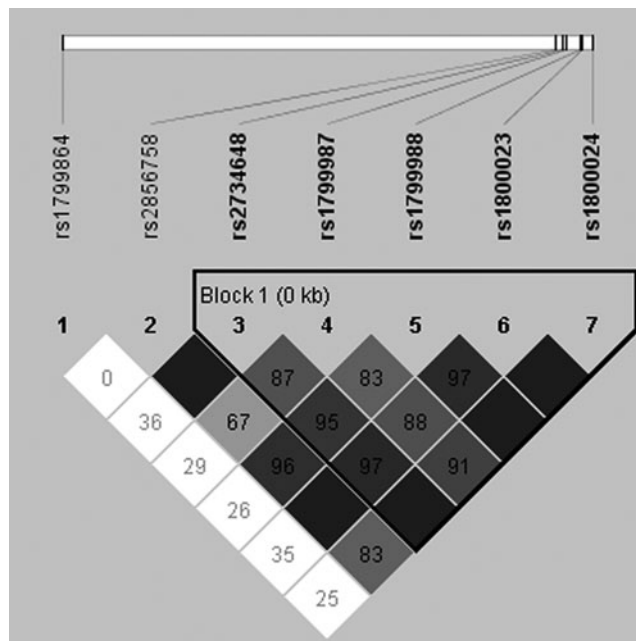 rs1799864
rs2856758
rs2734648
rs1799987
rs1799988
rs1800023
rs1800024
Block 1 (0 kb)
1 2 3 4 5 6 7
0 87 83 97
36 67 95 88
29 96 97 91
26
35 83
25